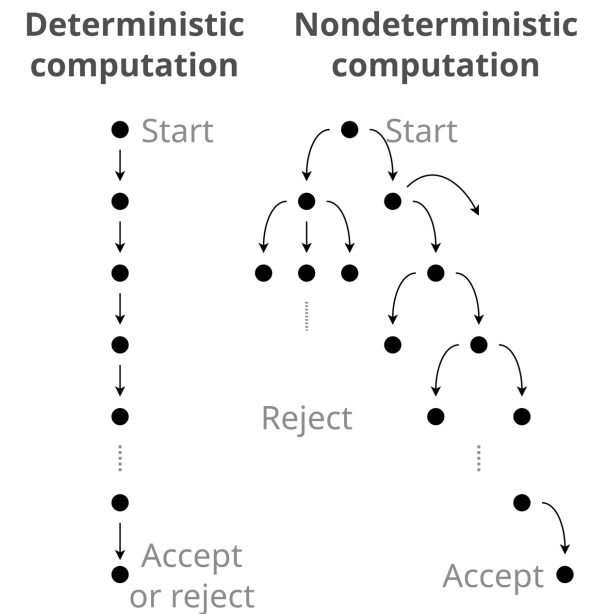 Deterministic
computation
Nondeterministic
computation
Start
Start
Reject
Accept
or reject
Accept